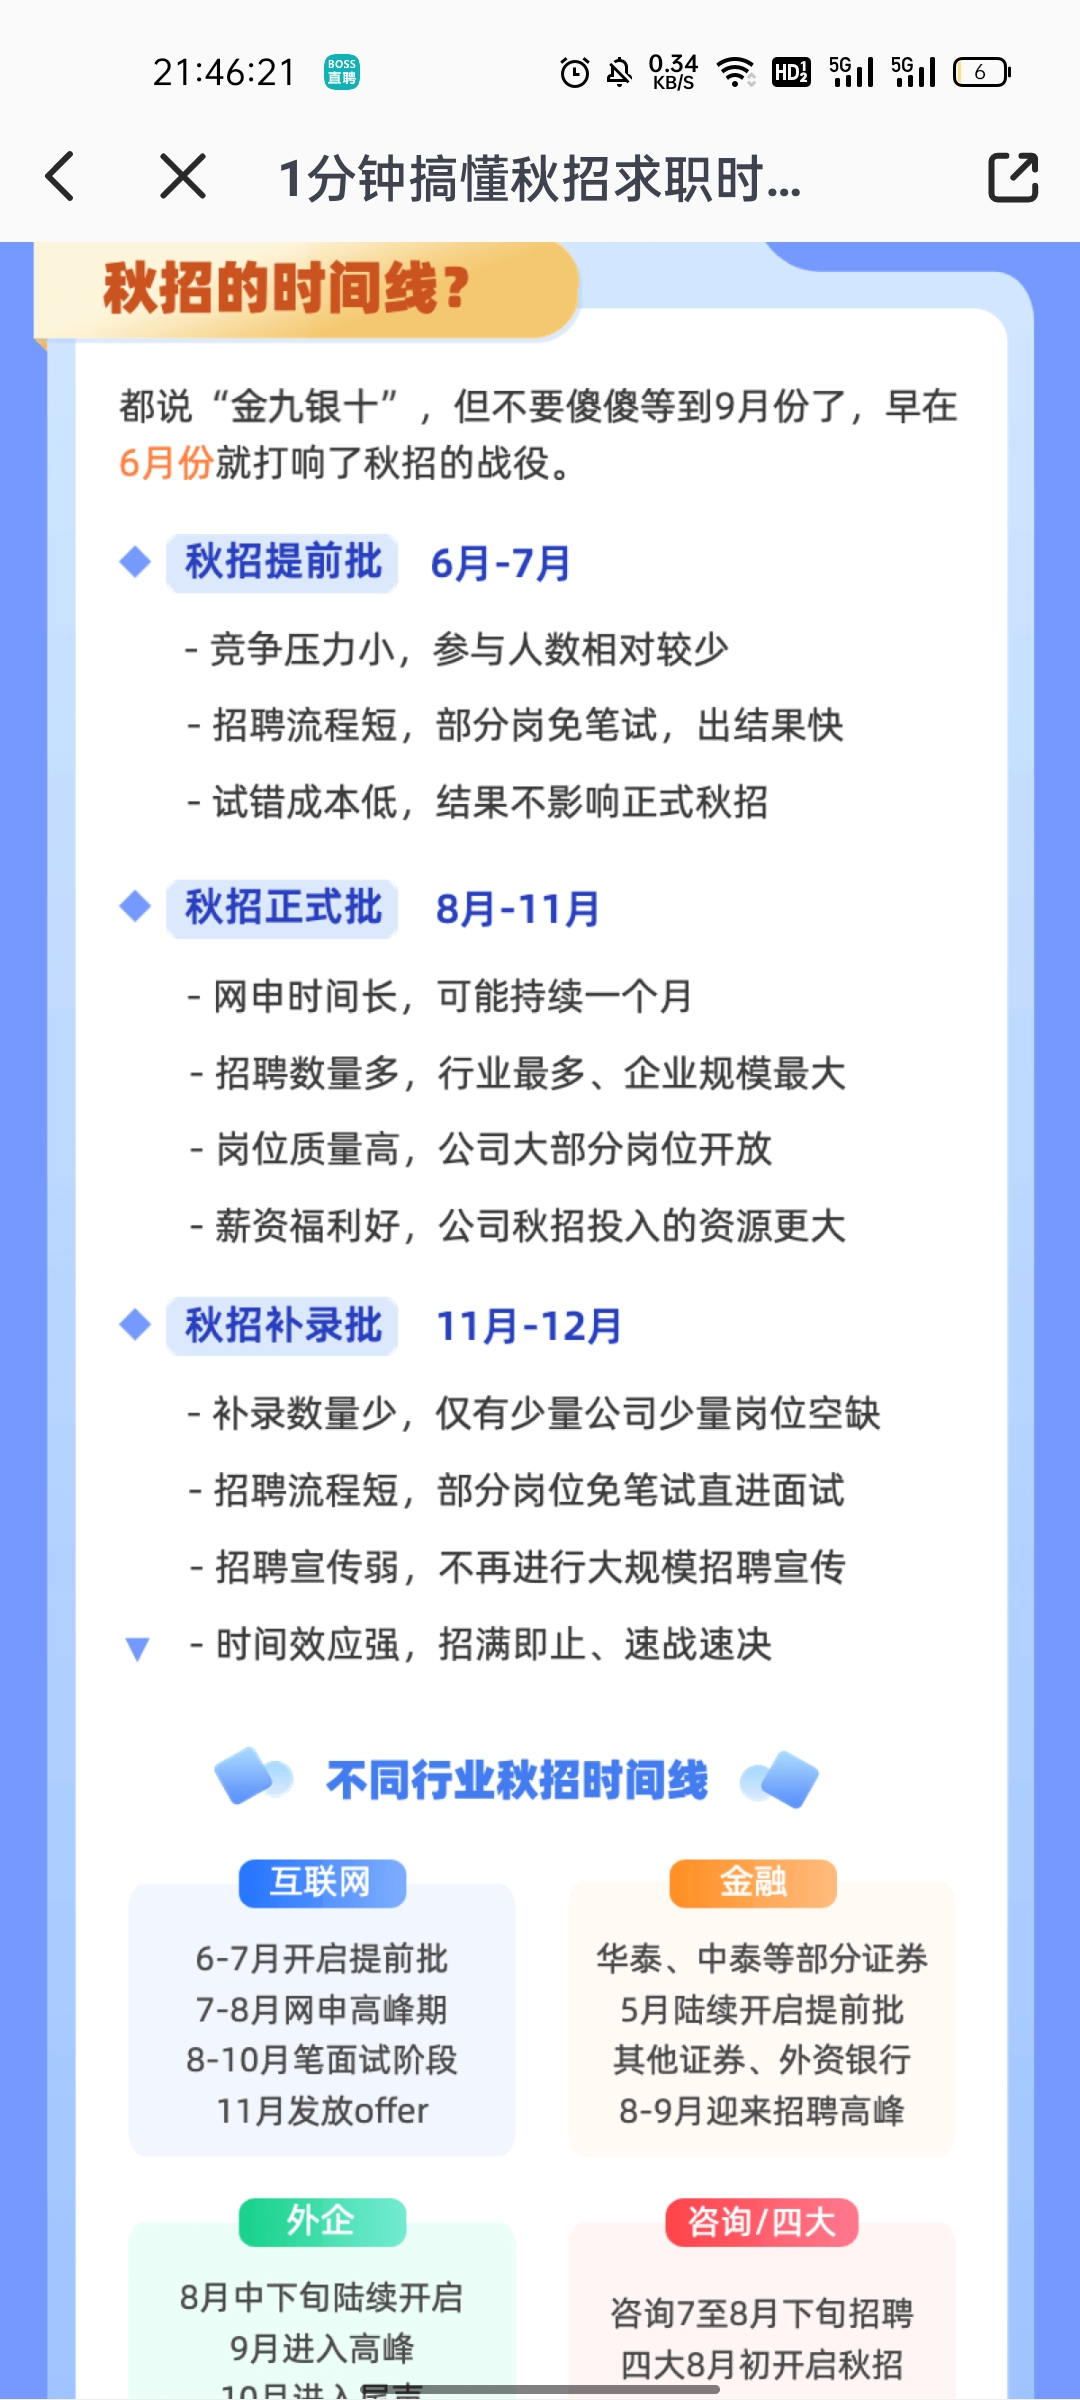 21:46:21
BOSS
直聘
0.34
KB/S
HD1
2
5G
5G
6
1分钟搞懂秋招求职时...
秋招的时间线?
都说“金九银十”，但不要傻傻等到9月份了，早在
6月份就打响了秋招的战役。
秋招提前批 6月-7月
- 竞争压力小，参与人数相对较少
- 招聘流程短，部分岗免笔试，出结果快
- 试错成本低，结果不影响正式秋招
秋招正式批 8月-11月
- 网申时间长，可能持续一个月
- 招聘数量多，行业最多、企业规模最大
- 岗位质量高，公司大部分岗位开放
- 薪资福利好，公司秋招投入的资源更大
秋招补录批 11月-12月
- 补录数量少，仅有少量公司少量岗位空缺
- 招聘流程短，部分岗位免笔试直进面试
- 招聘宣传弱，不再进行大规模招聘宣传
- 时间效应强，招满即止、速战速决
不同行业秋招时间线
互联网
6-7月开启提前批
7-8月网申高峰期
8-10月笔面试阶段
11月发放offer
金融
华泰、中泰等部分证券
5月陆续开启提前批
其他证券、外资银行
8-9月迎来招聘高峰
外企
8月中下旬陆续开启
9月进入高峰
10月进入尾声
咨询/四大
咨询7至8月下旬招聘
四大8月初开启秋招